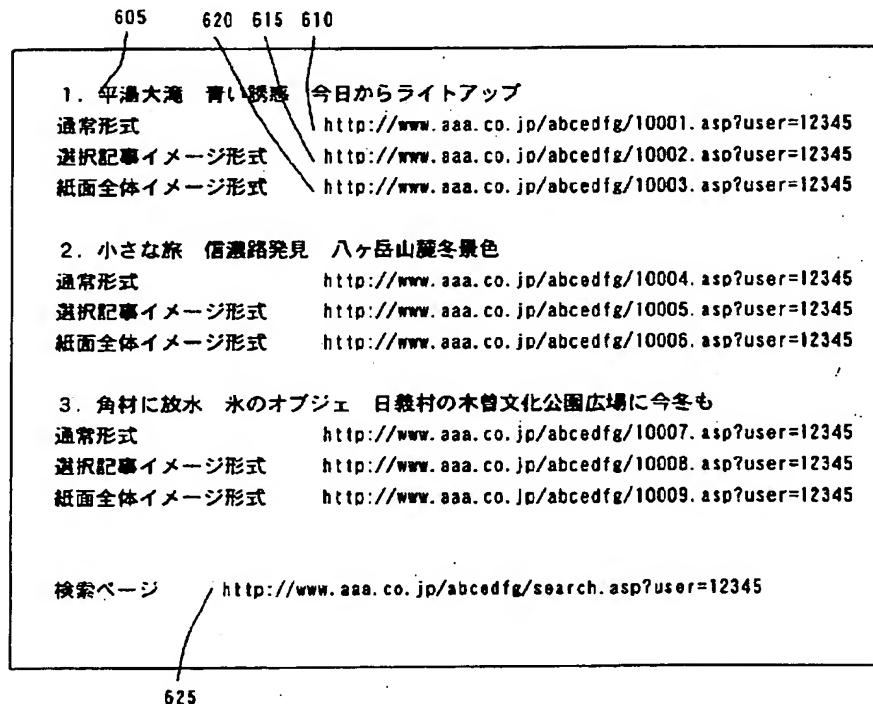 605 620 615 610
1. 平湯大滝 青い誘惑 今日からライトアップ
通常形式 http://www.aaa.co.jp/abcedfg/10001.asp?user=12345
選択記事イメージ形式 http://www.aaa.co.jp/abcedfg/10002.asp?user=12345
紙面全体イメージ形式 http://www.aaa.co.jp/abcedfg/10003.asp?user=12345
2. 小さな旅 信濃路発見 八ヶ岳山麓冬景色
通常形式 http://www.aaa.co.jp/abcedfg/10004.asp?user=12345
選択記事イメージ形式 http://www.aaa.co.jp/abcedfg/10005.asp?user=12345
紙面全体イメージ形式 http://www.aaa.co.jp/abcedfg/10006.asp?user=12345
3. 角材に放水 氷のオブジェ 日義村の木曽文化公園広場に今冬も
通常形式 http://www.aaa.co.jp/abcedfg/10007.asp?user=12345
選択記事イメージ形式 http://www.aaa.co.jp/abcedfg/10008.asp?user=12345
紙面全体イメージ形式 http://www.aaa.co.jp/abcedfg/10009.asp?user=12345
検索ページ http://www.aaa.co.jp/abcedfg/search.asp?user=12345
625